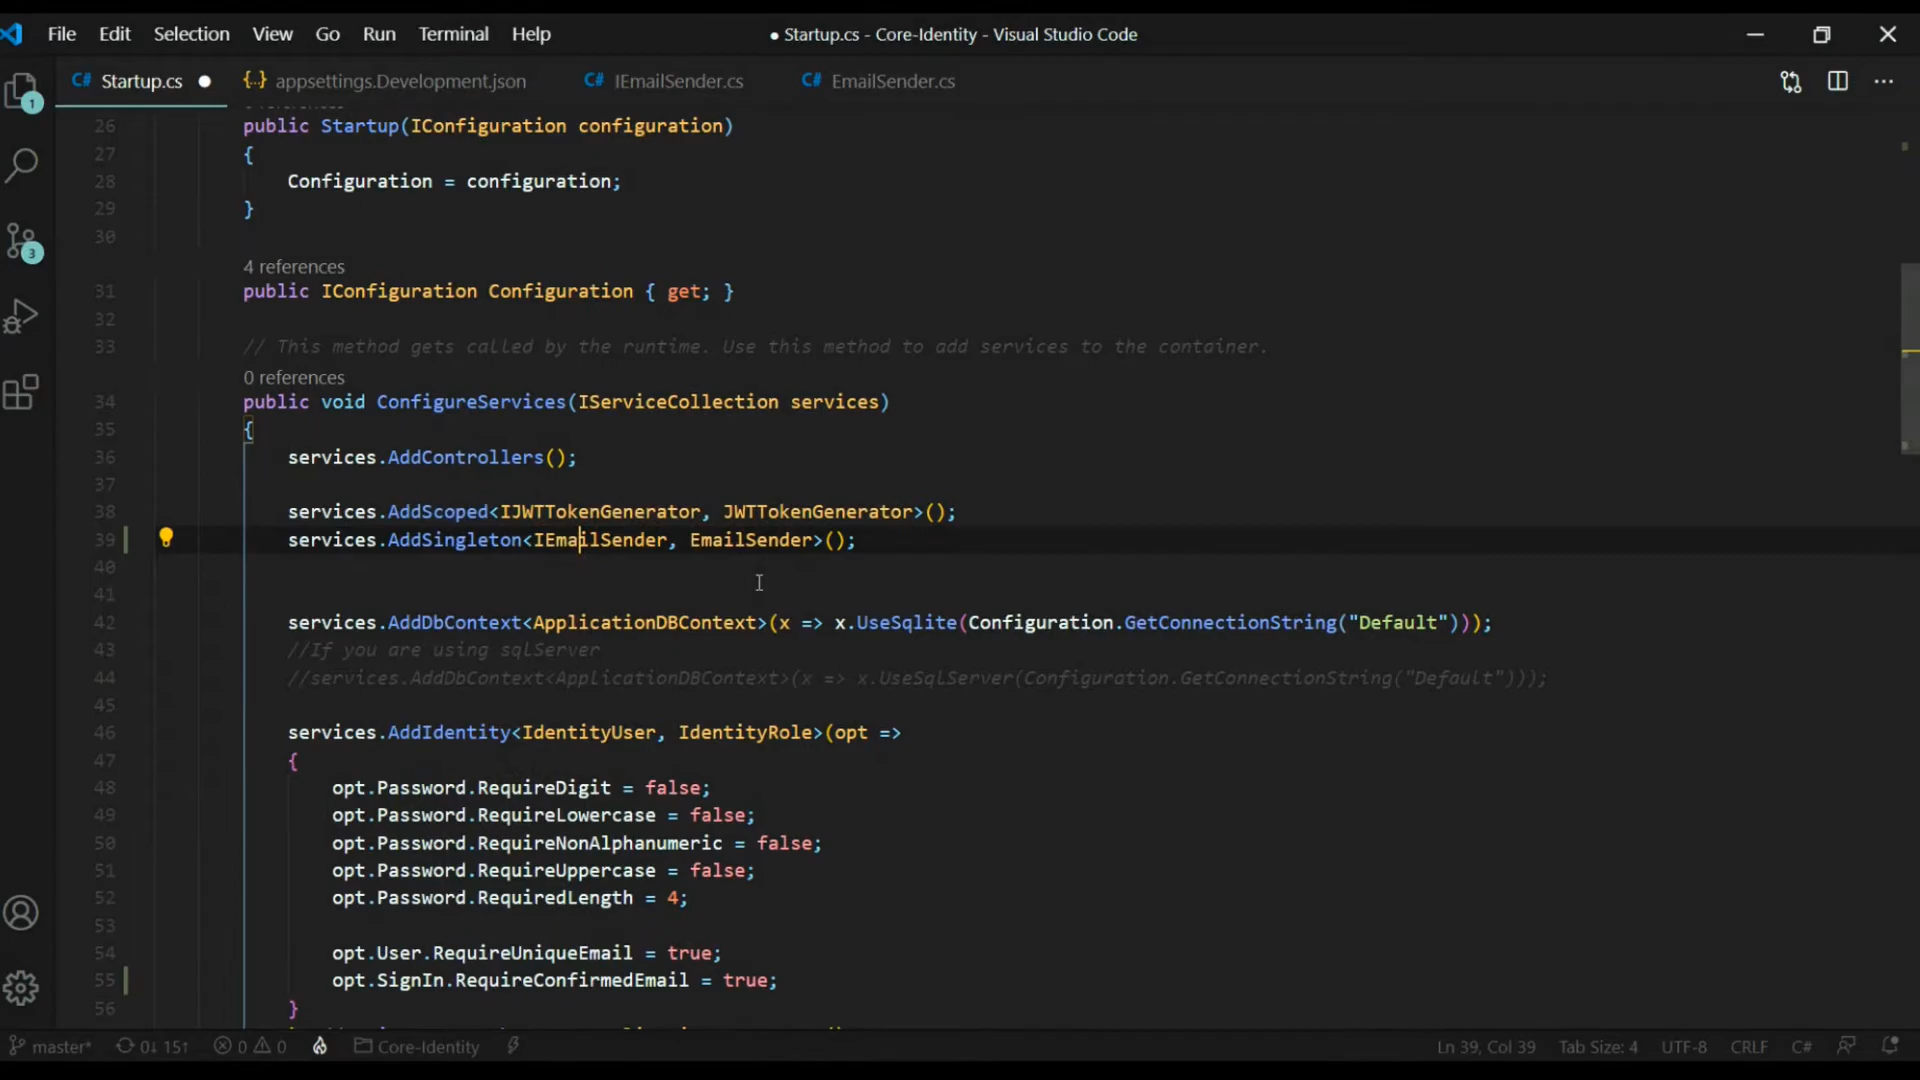 File Edit Selection View Go Run Terminal Help ● Startup.cs - Core-Identity - Visual Studio Code
C# Startup.cs ● {..} appsettings.Development.json C# IEmailSender.cs C# EmailSender.cs
26 public Startup(IConfiguration configuration)
27 {
28 Configuration = configuration;
29 }
30
4 references
31 public IConfiguration Configuration { get; }
32
33 // This method gets called by the runtime. Use this method to add services to the container.
0 references
34 public void ConfigureServices(IServiceCollection services)
35 {
36 services.AddControllers();
37
38 services.AddScoped<IJWTTokenGenerator, JWTTokenGenerator>();
39 services.AddSingleton<IEmailSender, EmailSender>();
40
41
42 services.AddDbContext<ApplicationDBContext>(x => x.UseSqlite(Configuration.GetConnectionString("Default")));
43 //If you are using sqlServer
44 //services.AddDbContext<ApplicationDBContext>(x => x.UseSqlServer(Configuration.GetConnectionString("Default")));
45
46 services.AddIdentity<IdentityUser, IdentityRole>(opt =>
47 {
48 opt.Password.RequireDigit = false;
49 opt.Password.RequireLowercase = false;
50 opt.Password.RequireNonAlphanumeric = false;
51 opt.Password.RequireUppercase = false;
52 opt.Password.RequiredLength = 4;
53
54 opt.User.RequireUniqueEmail = true;
55 opt.SignIn.RequireConfirmedEmail = true;
56 }
1
3
master* 0↓ 15↑ 0 0 Core-Identity Ln 39, Col 39 Tab Size: 4 UTF-8 CRLF C#